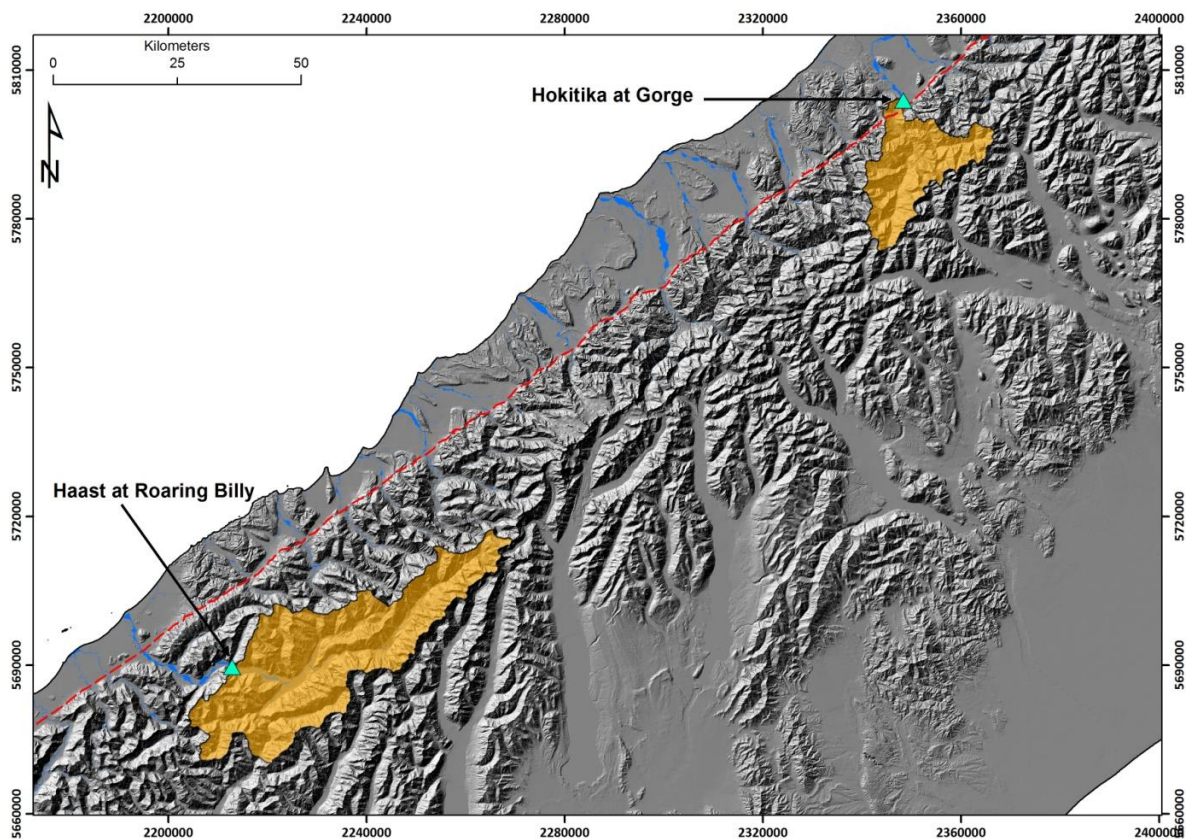 2200000 2240000 2280000 2320000 2360000 2400000
Kilometers
0 25 50
N
Hokitika at Gorge
Haast at Roaring Billy
5810000 5810000
5780000 5780000
5750000 5750000
5720000 5720000
5690000 5690000
5660000 5660000
2200000 2240000 2280000 2320000 2360000 2400000